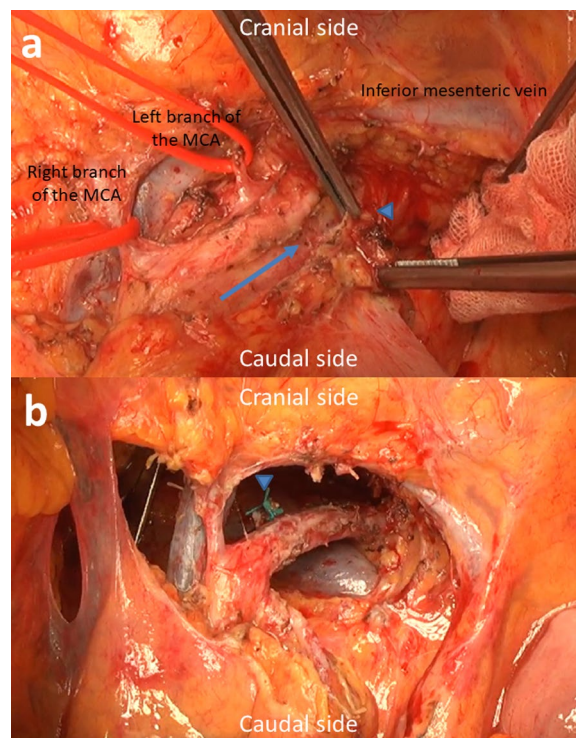 a
Cranial side
Inferior mesenteric vein
Left branch of
the MCA
Right branch
of the MCA
Caudal side
b
Cranial side
Caudal side